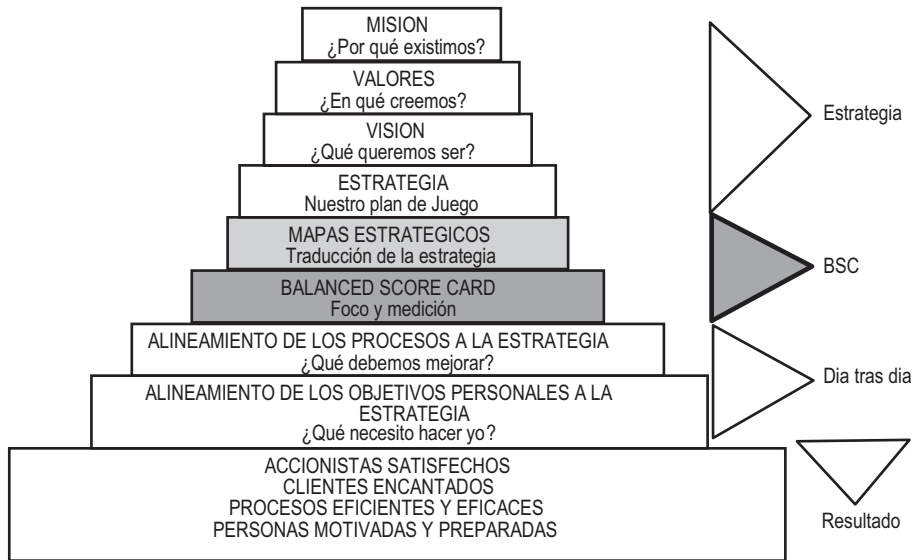 MISION
¿Por qué existimos?
VALORES
¿En qué creemos?
VISION
¿Qué queremos ser?
ESTRATEGIA
Nuestro plan de Juego
MAPAS ESTRATEGICOS
Traducción de la estrategia
BALANCED SCORE CARD
Foco y medición
ALINEAMIENTO DE LOS PROCESOS A LA ESTRATEGIA
¿Qué debemos mejorar?
ALINEAMIENTO DE LOS OBJETIVOS PERSONALES A LA
ESTRATEGIA
¿Qué necesito hacer yo?
ACCIONISTAS SATISFECHOS
CLIENTES ENCANTADOS
PROCESOS EFICIENTES Y EFICACES
PERSONAS MOTIVADAS Y PREPARADAS
Estrategia
BSC
Dia tras dia
Resultado